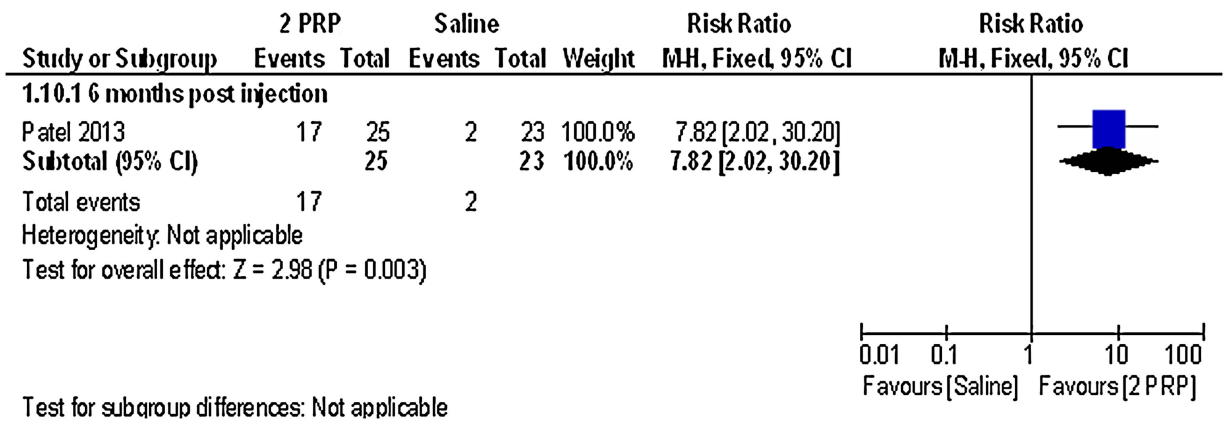 2 PRP Saline Risk Ratio Risk Ratio
Study or Subgroup Events Total Events Total Weight M-H, Fixed, 95% CI M-H, Fixed, 95% CI
1.10.1 6 months post injection
Patel 2013 17 25 2 23 100.0% 7.82 [2.02, 30.20]
Subtotal (95% CI) 25 23 100.0% 7.82 [2.02, 30.20]
Total events 17 2
Heterogeneity: Not applicable
Test for overall effect: Z = 2.98 (P = 0.003)
0.01 0.1 1 10 100
Favours [Saline] Favours [2 PRP]
Test for subgroup differences: Not applicable